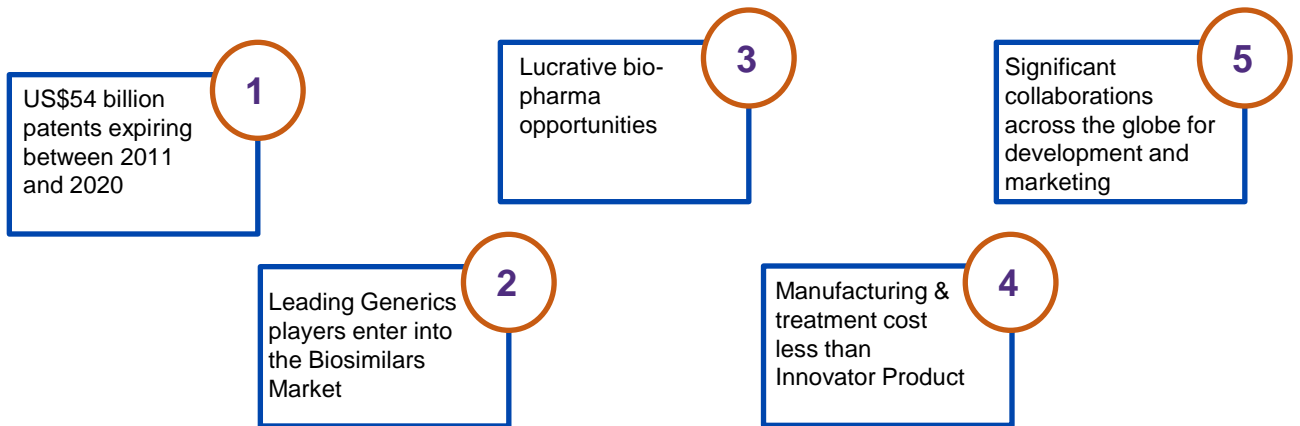 1
US$54 billion
patents expiring
between 2011
and 2020
2
Leading Generics
players enter into
the Biosimilars
Market
3
Lucrative bio-
pharma
opportunities
4
Manufacturing &
treatment cost
less than
Innovator Product
5
Significant
collaborations
across the globe for
development and
marketing